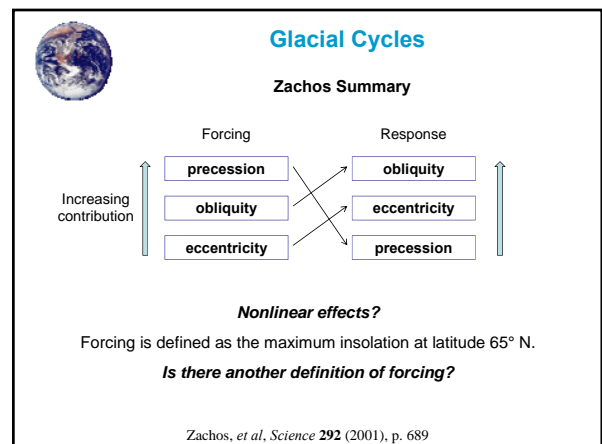 Glacial Cycles
Zachos Summary
Forcing
Response
precession
obliquity
Increasing
contribution
obliquity
eccentricity
eccentricity
precession
Nonlinear effects?
Forcing is defined as the maximum insolation at latitude 65° N.
Is there another definition of forcing?
Zachos, et al, Science 292 (2001), p. 689